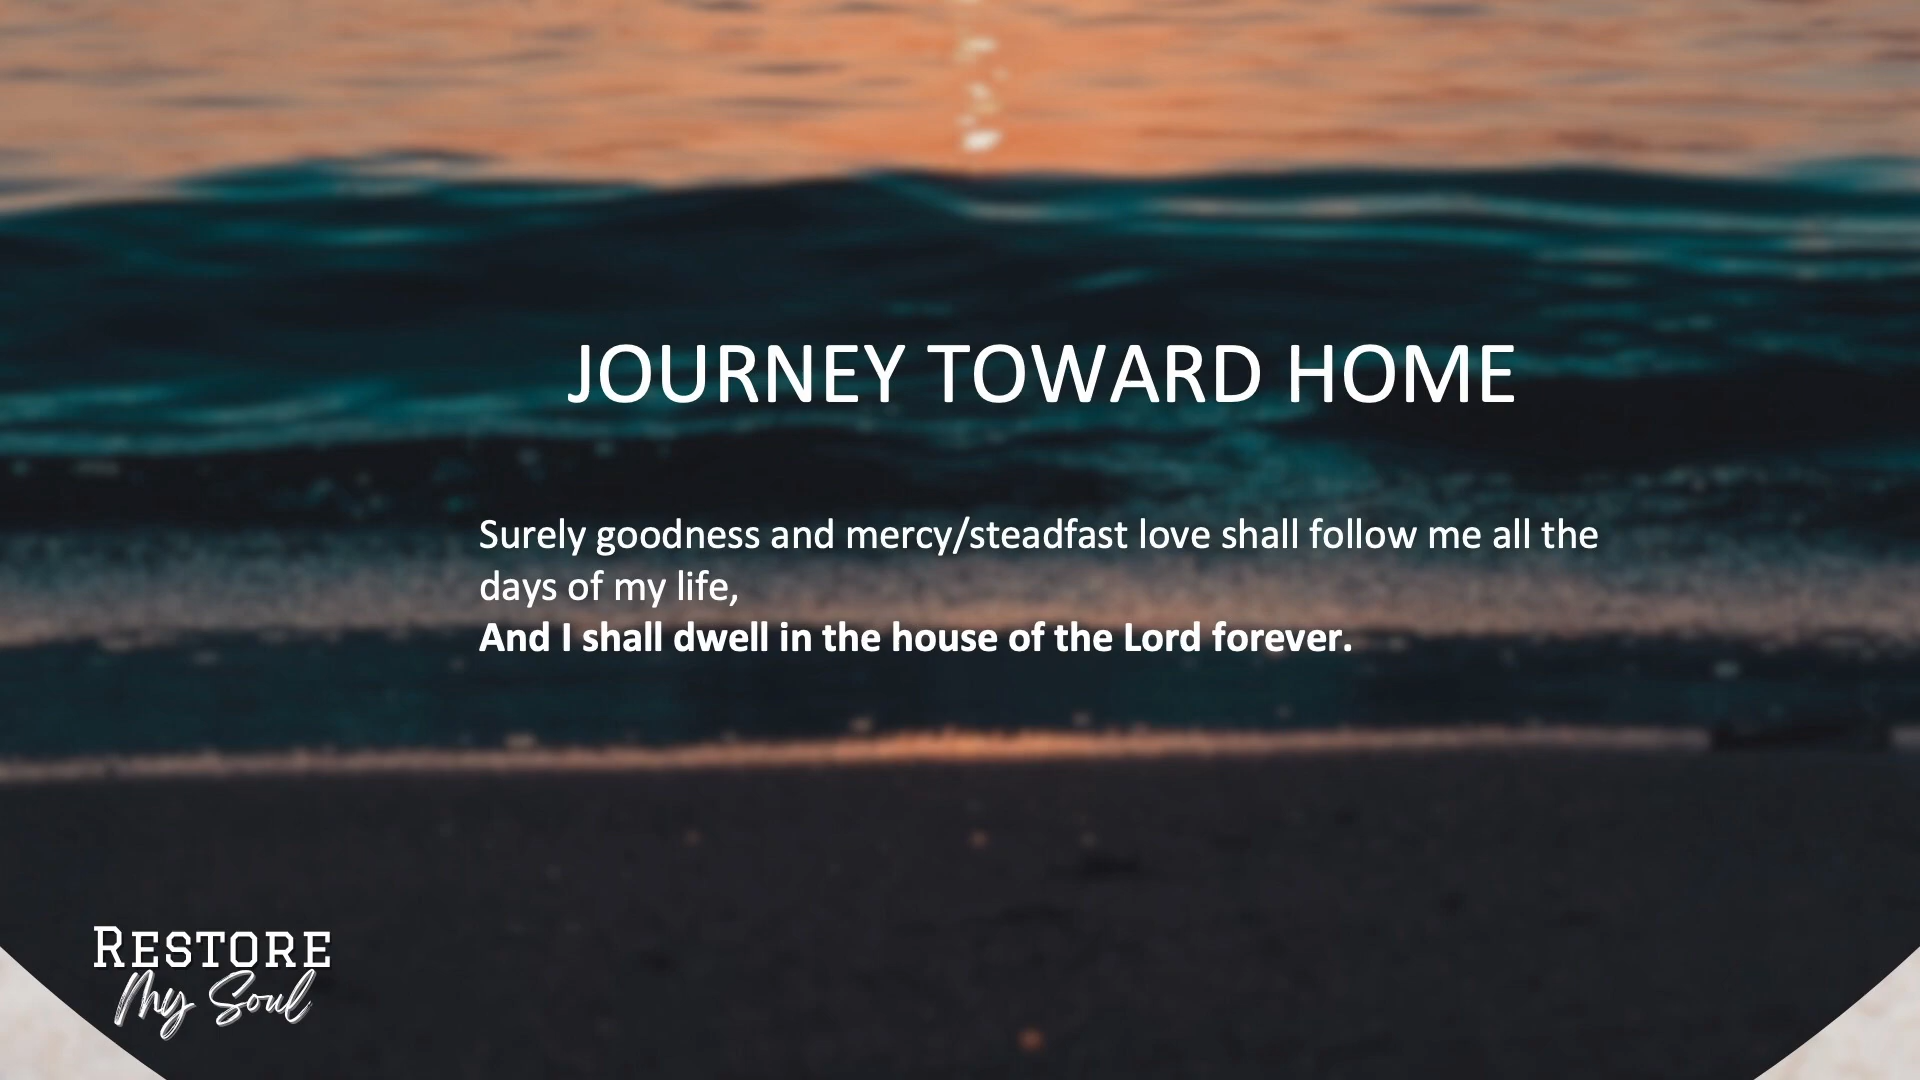 JOURNEY TOWARD HOME
Surely goodness and mercy/steadfast love shall follow me all the
days of my life,
And I shall dwell in the house of the Lord forever.
RESTORE
My Soul